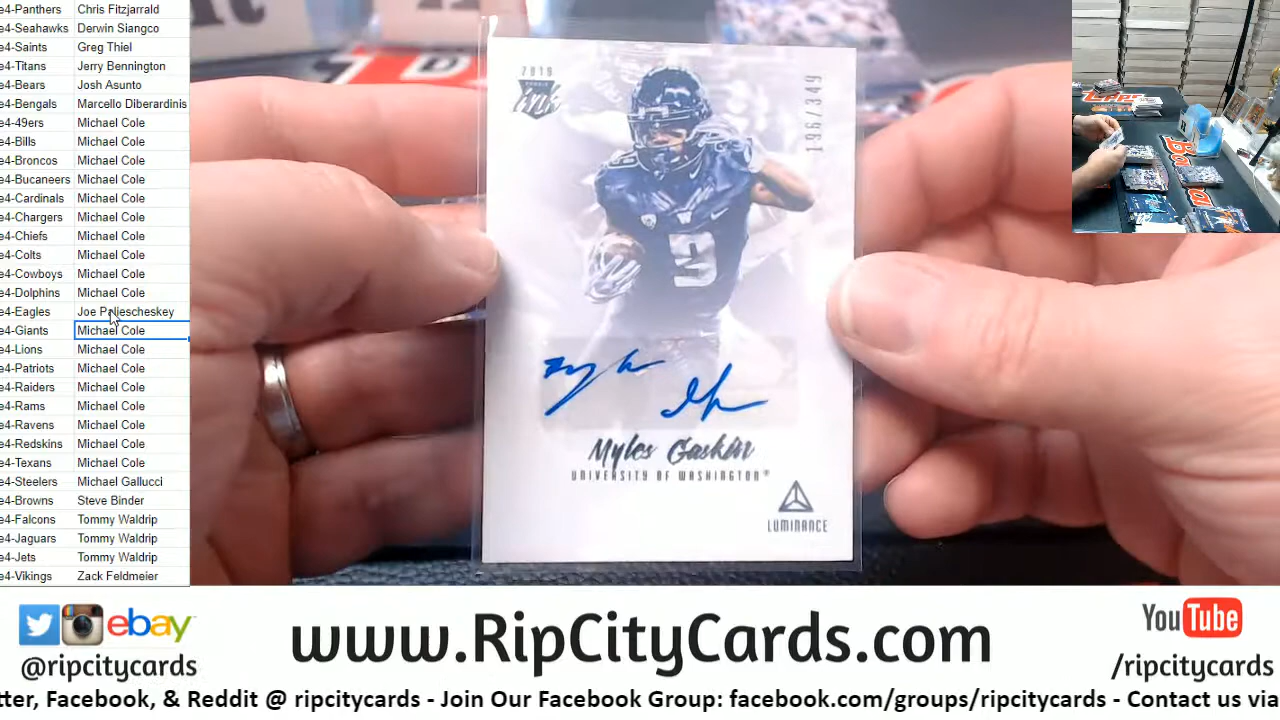 e4-Panthers Chris Fitzjarrald
e4-Seahawks Derwin Siangco
e4-Saints Greg Thiel
e4-Titans Jerry Bennington
e4-Bears Josh Asunto
e4-Bengals Marcello Diberardinis
e4-49ers Michael Cole
e4-Bills Michael Cole
e4-Broncos Michael Cole
e4-Bucaneers Michael Cole
e4-Cardinals Michael Cole
e4-Chargers Michael Cole
e4-Chiefs Michael Cole
e4-Colts Michael Cole
e4-Cowboys Michael Cole
e4-Dolphins Michael Cole
e4-Eagles Joe
e4-Giants Michael Cole
e4-Lions Michael Cole
e4-Patriots Michael Cole
e4-Raiders Michael Cole
e4-Rams Michael Cole
e4-Ravens Michael Cole
e4-Redskins Michael Cole
e4-Texans Michael Cole
e4-Steelers Michael Gallucci
e4-Browns Steve Binder
e4-Falcons Tommy Waldrip
e4-Jaguars Tommy Waldrip
e4-Jets Tommy Waldrip
e4-Vikings Zack Feldmeier
2019
196/349
9
Myles Gaskin
UNIVERSITY OF WASHINGTON®
LUMINANCE
ebay
@ripcitycards
www.RipCityCards.com
YouTube
/ripcitycards
tter, Facebook, & Reddit @ ripcitycards - Join Our Facebook Group: facebook.com/groups/ripcitycards - Contact us via